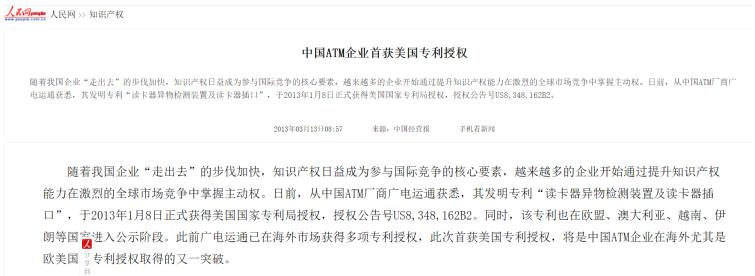 人民网 people
www.people.com.cn
人民网 >> 知识产权
中国ATM企业首获美国专利授权
随着我国企业“走出去”的步伐加快，知识产权日益成为参与国际竞争的核心要素，越来越多的企业开始通过提升知识产权能力在激烈的全球市场竞争中掌握主动权。日前，从中国ATM厂商广
电运通获悉，其发明专利“读卡器异物检测装置及读卡器插口”，于2013年1月8日正式获得美国国家专利局授权，授权公告号US8,348,162B2。
2013年03月13日08:57 来源：中国经营报 手机看新闻
随着我国企业“走出去”的步伐加快，知识产权日益成为参与国际竞争的核心要素，越来越多的企业开始通过提升知识产权
能力在激烈的全球市场竞争中掌握主动权。日前，从中国ATM厂商广电运通获悉，其发明专利“读卡器异物检测装置及读卡器插
口”，于2013年1月8日正式获得美国国家专利局授权，授权公告号US8,348,162B2。同时，该专利也在欧盟、澳大利亚、越南、伊
朗等国 进入公示阶段。此前广电运通已在海外市场获得多项专利授权，此次首获美国专利授权，将是中国ATM企业在海外尤其是
欧美国 专利授权取得的又一突破。
人
分
享
到